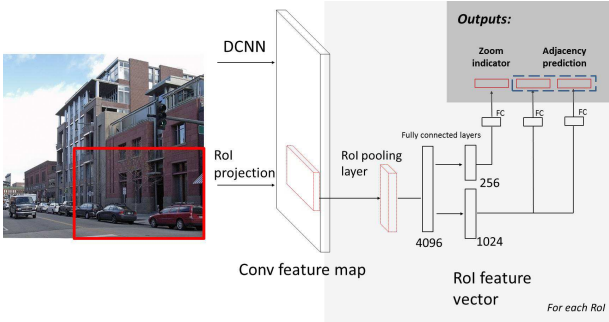 Outputs:
Zoom
indicator
Adjacency
prediction
DCNN
FC
FC
FC
Fully connected layers
RoI
projection
RoI pooling
layer
256
4096
1024
Conv feature map
RoI feature
vector
For each RoI